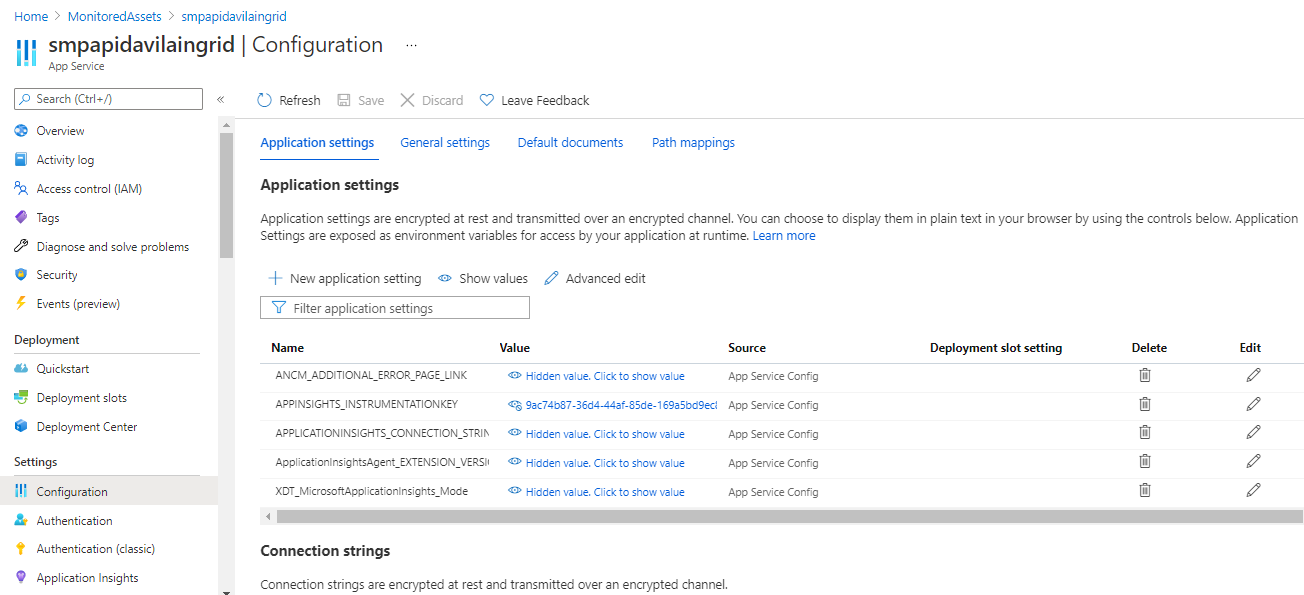 Home > MonitoredAssets > smpapidavilaingrid
smpapidavilaingrid | Configuration ...
App Service
Search (Ctrl+/)
«
Refresh Save Discard Leave Feedback
Overview
Activity log
Access control (IAM)
Tags
Diagnose and solve problems
Security
Events (preview)
Deployment
Quickstart
Deployment slots
Deployment Center
Settings
Configuration
Authentication
Authentication (classic)
Application Insights
Application settings General settings Default documents Path mappings
Application settings
Application settings are encrypted at rest and transmitted over an encrypted channel. You can choose to display them in plain text in your browser by using the controls below. Application
Settings are exposed as environment variables for access by your application at runtime. Learn more
New application setting Show values Advanced edit
Filter application settings
Name Value Source Deployment slot setting Delete Edit
ANCM_ADDITIONAL_ERROR_PAGE_LINK Hidden value. Click to show value App Service Config
APPINSIGHTS_INSTRUMENTATIONKEY 9ac74b87-36d4-44af-85de-169a5bd9ec8 App Service Config
APPLICATIONINSIGHTS_CONNECTION_STRIN Hidden value. Click to show value App Service Config
ApplicationInsightsAgent_EXTENSION_VERSI Hidden value. Click to show value App Service Config
XDT_MicrosoftApplicationInsights_Mode Hidden value. Click to show value App Service Config
Connection strings
Connection strings are encrypted at rest and transmitted over an encrypted channel.